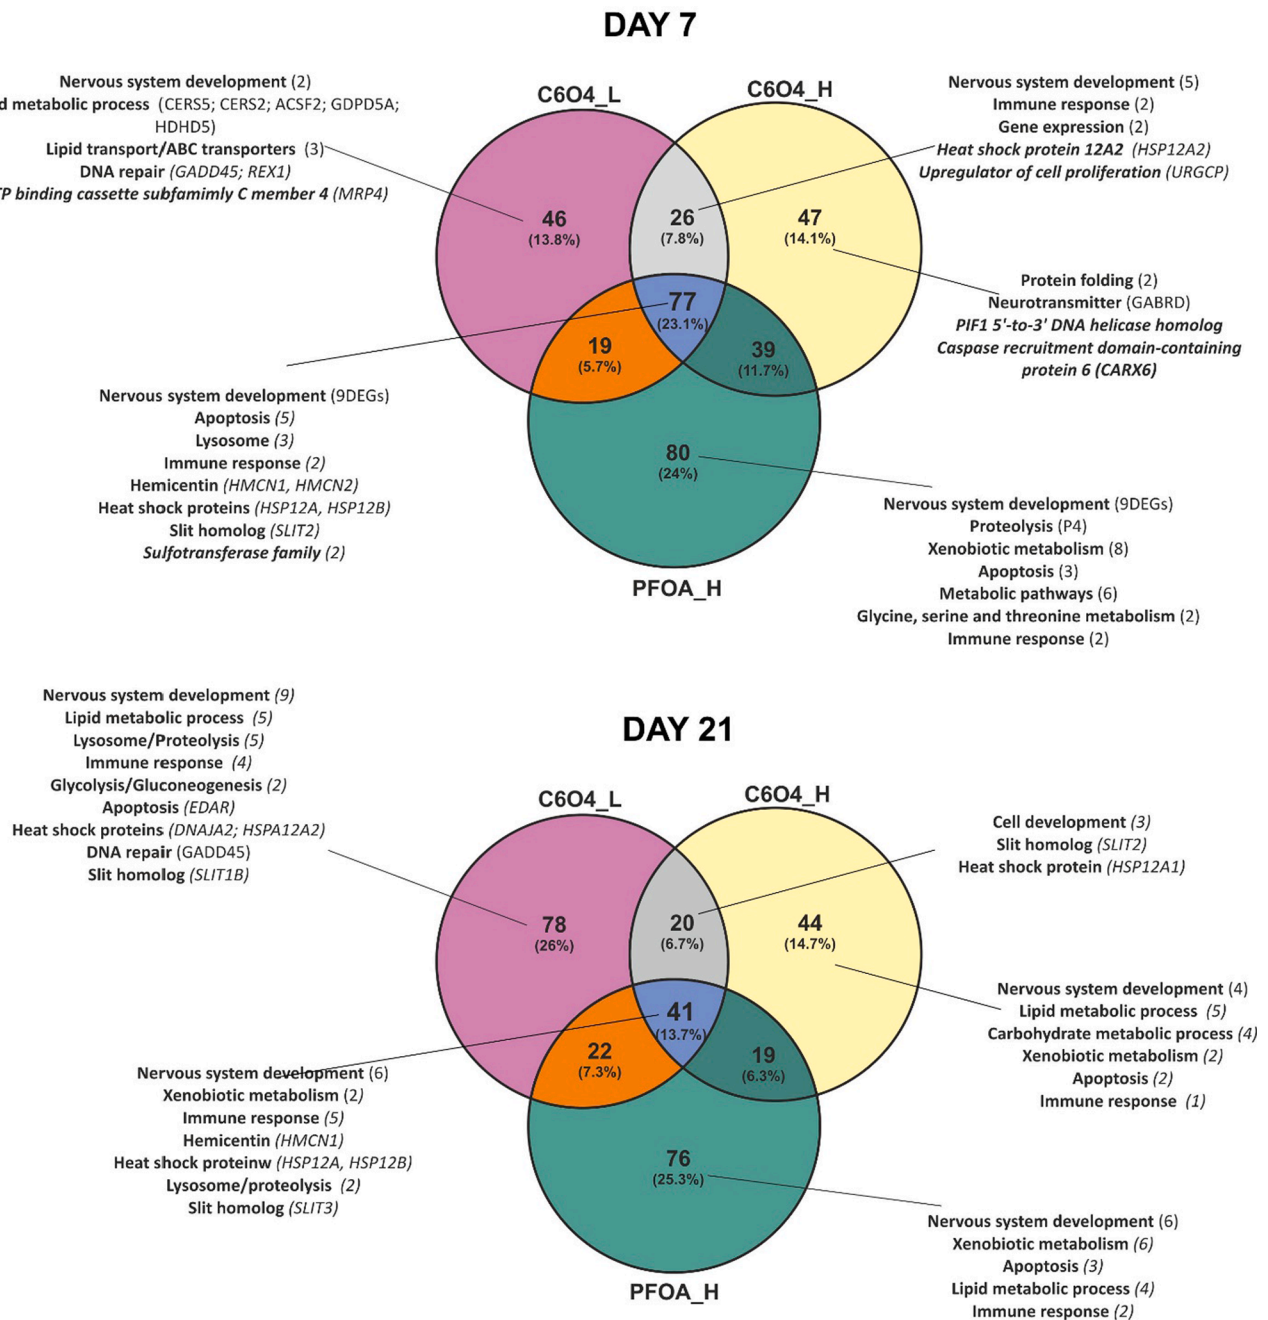 DAY 7
Nervous system development (2)
metabolic process (CERS5; CERS2; ACSF2; GDPD5A;
HDHD5)
Lipid transport/ABC transporters (3)
DNA repair (GADD45; REX1)
binding cassette subfamimly C member 4 (MRP4)
C6O4_L
C6O4_H
Nervous system development (5)
Immune response (2)
Gene expression (2)
Heat shock protein 12A2 (HSP12A2)
Upregulator of cell proliferation (URGCP)
46
(13.8%)
26
(7.8%)
47
(14.1%)
Protein folding (2)
Neurotransmitter (GABRD)
PIF1 5'-to-3' DNA helicase homolog
Caspase recruitment domain-containing
protein 6 (CARX6)
77
(23.1%)
19
(5.7%)
39
(11.7%)
Nervous system development (9DEGs)
Apoptosis (5)
Lysosome (3)
Immune response (2)
Hemicentin (HMCN1, HMCN2)
Heat shock proteins (HSP12A, HSP12B)
Slit homolog (SLIT2)
Sulfotransferase family (2)
80
(24%)
PFOA_H
Nervous system development (9DEGs)
Proteolysis (P4)
Xenobiotic metabolism (8)
Apoptosis (3)
Metabolic pathways (6)
Glycine, serine and threonine metabolism (2)
Immune response (2)
DAY 21
Nervous system development (9)
Lipid metabolic process (5)
Lysosome/Proteolysis (5)
Immune response (4)
Glycolysis/Gluconeogenesis (2)
Apoptosis (EDAR)
Heat shock proteins (DNAJA2; HSPA12A2)
DNA repair (GADD45)
Slit homolog (SLIT1B)
C6O4_L
C6O4_H
Cell development (3)
Slit homolog (SLIT2)
Heat shock protein (HSP12A1)
78
(26%)
20
(6.7%)
44
(14.7%)
Nervous system development (4)
Lipid metabolic process (5)
Carbohydrate metabolic process (4)
Xenobiotic metabolism (2)
Apoptosis (2)
Immune response (1)
41
(13.7%)
22
(7.3%)
19
(6.3%)
Nervous system development (6)
Xenobiotic metabolism (2)
Immune response (5)
Hemicentin (HMCN1)
Heat shock proteinw (HSP12A, HSP12B)
Lysosome/proteolysis (2)
Slit homolog (SLIT3)
76
(25.3%)
PFOA_H
Nervous system development (6)
Xenobiotic metabolism (6)
Apoptosis (3)
Lipid metabolic process (4)
Immune response (2)